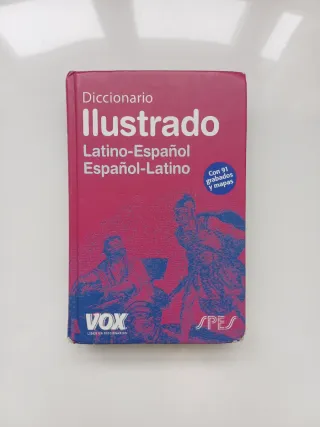 Diccionario
Ilustrado
Latino-Español
Español-Latino
Con 91
grabados
y mapas
VOX
SPES